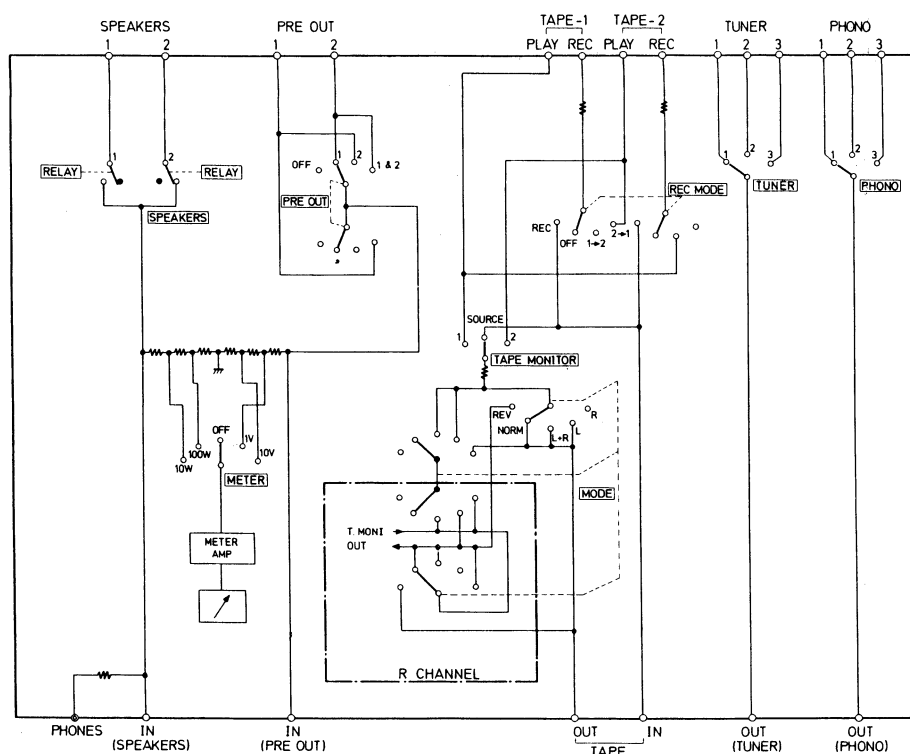 SPEAKERS PRE OUT TAPE-1 TAPE-2 TUNER PHONO
1 2 1 2 PLAY REC PLAY REC 1 2 3 1 2 3
1 2 OFF 1 2 1 & 2 1 2 3 1 2 3
RELAY RELAY REC MODE TUNER PHONO
SPEAKERS PRE OUT
REC OFF 1→2 2→1
SOURCE
1 2
TAPE MONITOR
REV R
OFF NORM L+R L
10W 100W 1V 10V
METER MODE
METER
AMP
T. MONI
OUT
R CHANNEL
PHONES IN IN OUT IN OUT OUT
(SPEAKERS) (PRE OUT) TAPE (TUNER) (PHONO)